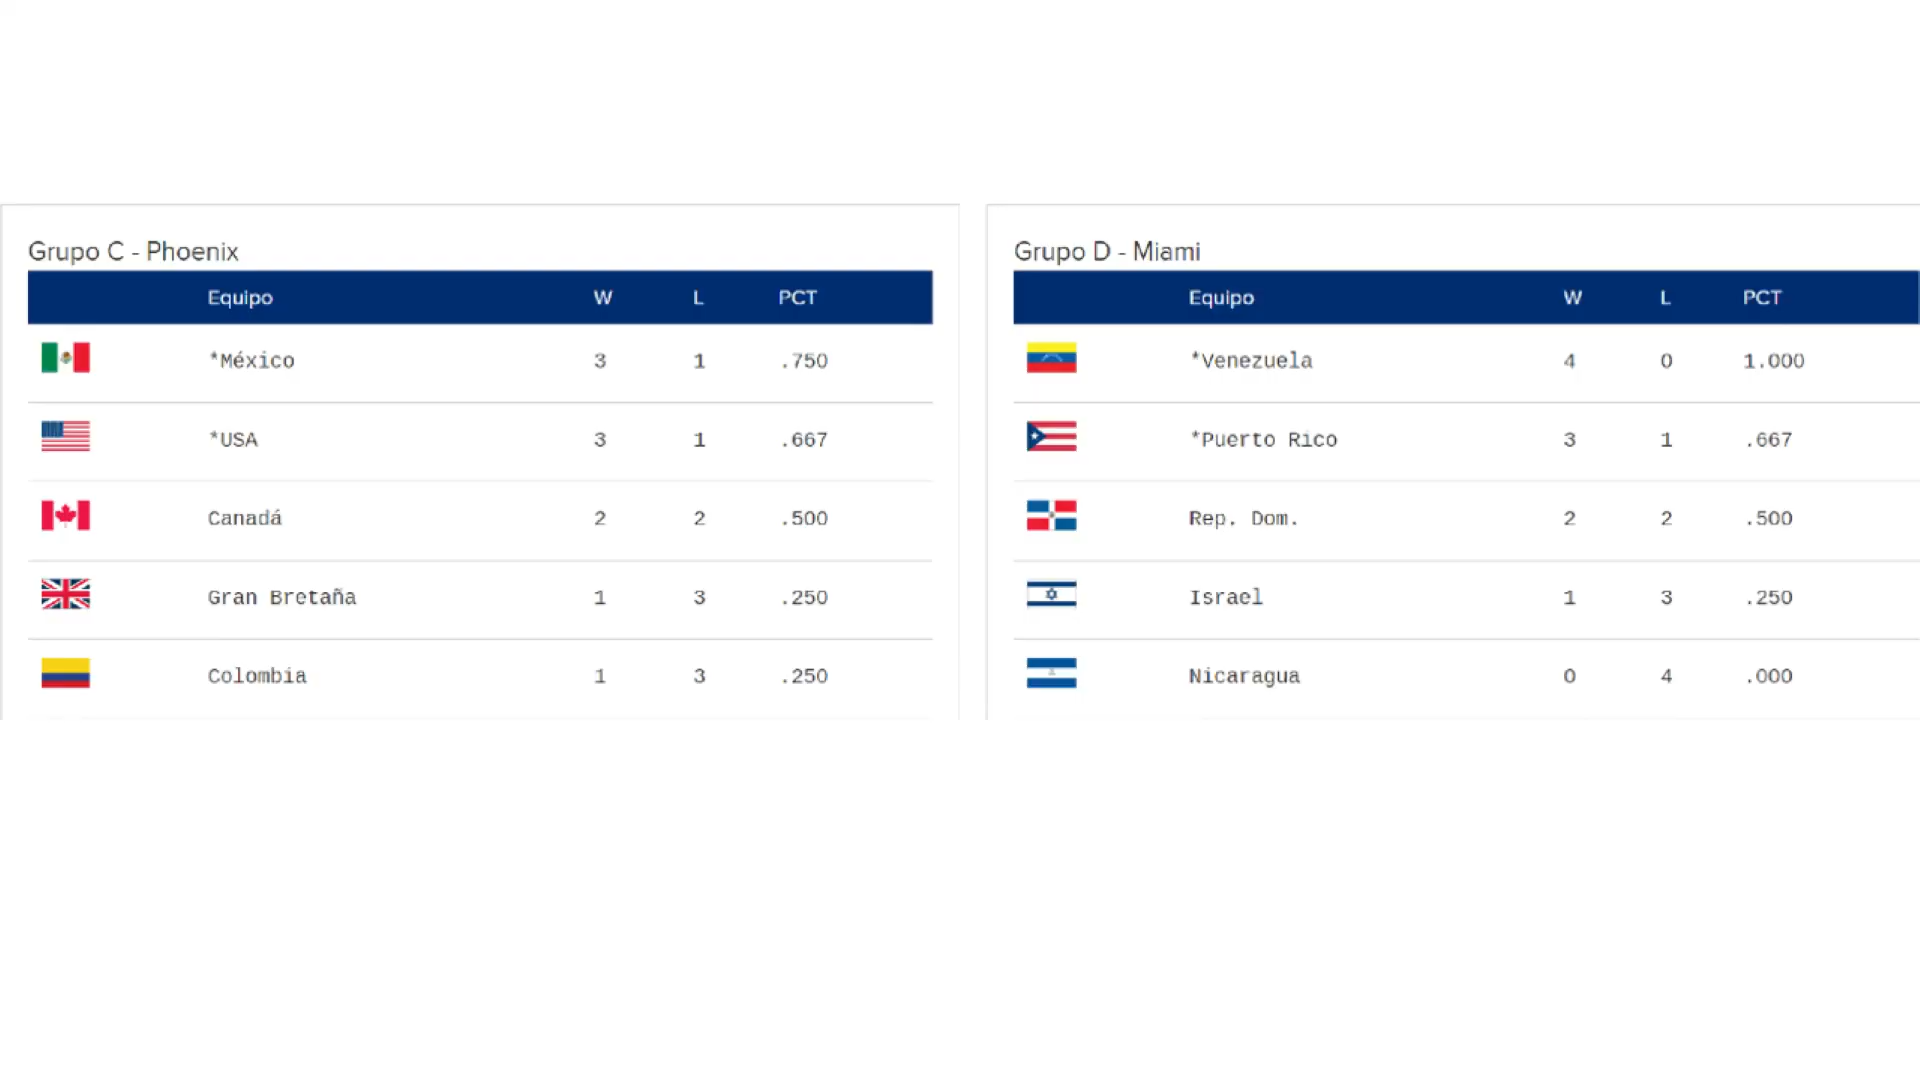 Grupo C - Phoenix
Equipo W L PCT
*México 3 1 .750
*USA 3 1 .667
Canadá 2 2 .500
Gran Bretaña 1 3 .250
Colombia 1 3 .250
Grupo D - Miami
Equipo W L PCT
*Venezuela 4 0 1.000
*Puerto Rico 3 1 .667
Rep. Dom. 2 2 .500
Israel 1 3 .250
Nicaragua 0 4 .000